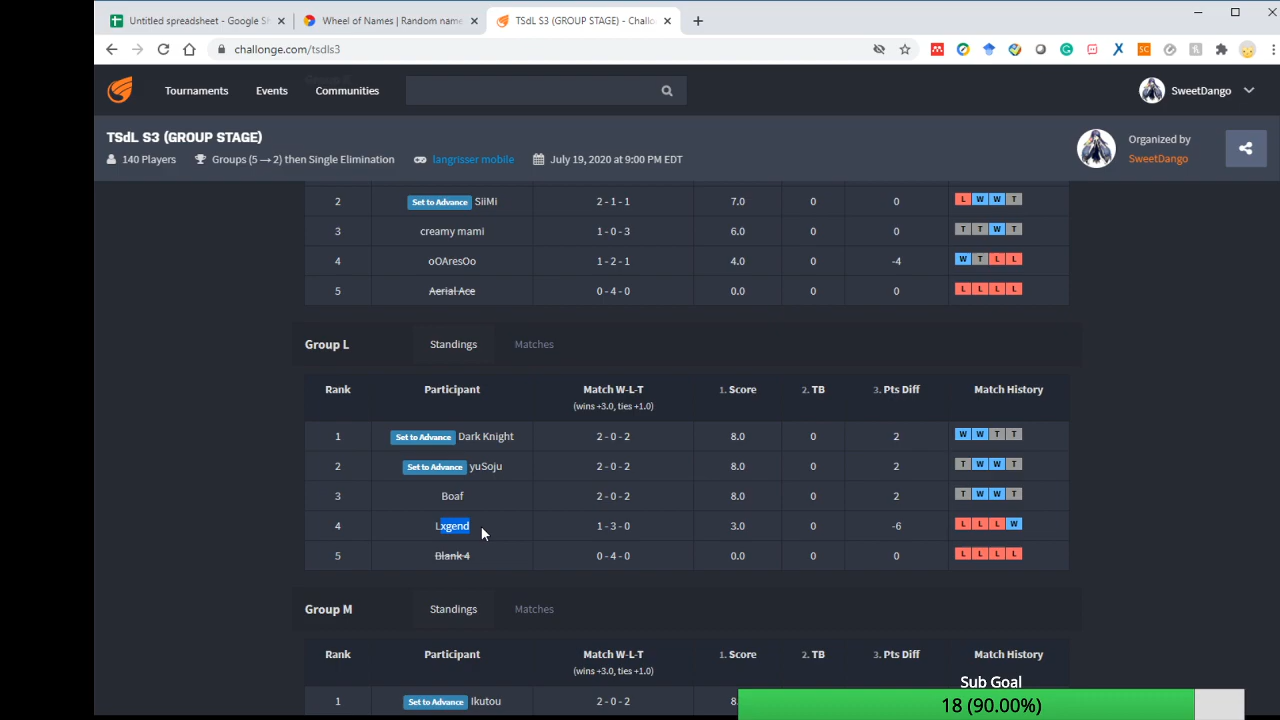 Untitled spreadsheet - Google Sh
Wheel of Names | Random name
TSdL S3 (GROUP STAGE) - Challo
challonge.com/tsdls3
Tournaments Events Communities
SweetDango
TSdL S3 (GROUP STAGE)
140 Players Groups (5 → 2) then Single Elimination langrisser mobile July 19, 2020 at 9:00 PM EDT
Organized by
SweetDango
2 Set to Advance SiiMi 2 - 1 - 1 7.0 0 0 L W W T
3 creamy mami 1 - 0 - 3 6.0 0 0 T T W T
4 oOAresOo 1 - 2 - 1 4.0 0 -4 W T L L
5 Aerial Ace 0 - 4 - 0 0.0 0 0 L L L L
Group L Standings Matches
Rank Participant Match W-L-T 1. Score 2. TB 3. Pts Diff Match History
(wins +3.0, ties +1.0)
1 Set to Advance Dark Knight 2 - 0 - 2 8.0 0 2 W W T T
2 Set to Advance yuSoju 2 - 0 - 2 8.0 0 2 T W W T
3 Boaf 2 - 0 - 2 8.0 0 2 T W W T
4 Lxgend 1 - 3 - 0 3.0 0 -6 L L L W
5 Blank 4 0 - 4 - 0 0.0 0 0 L L L L
Group M Standings Matches
Rank Participant Match W-L-T 1. Score 2. TB 3. Pts Diff Match History
(wins +3.0, ties +1.0)
1 Set to Advance Ikutou 2 - 0 - 2 8
Sub Goal
18 (90.00%)